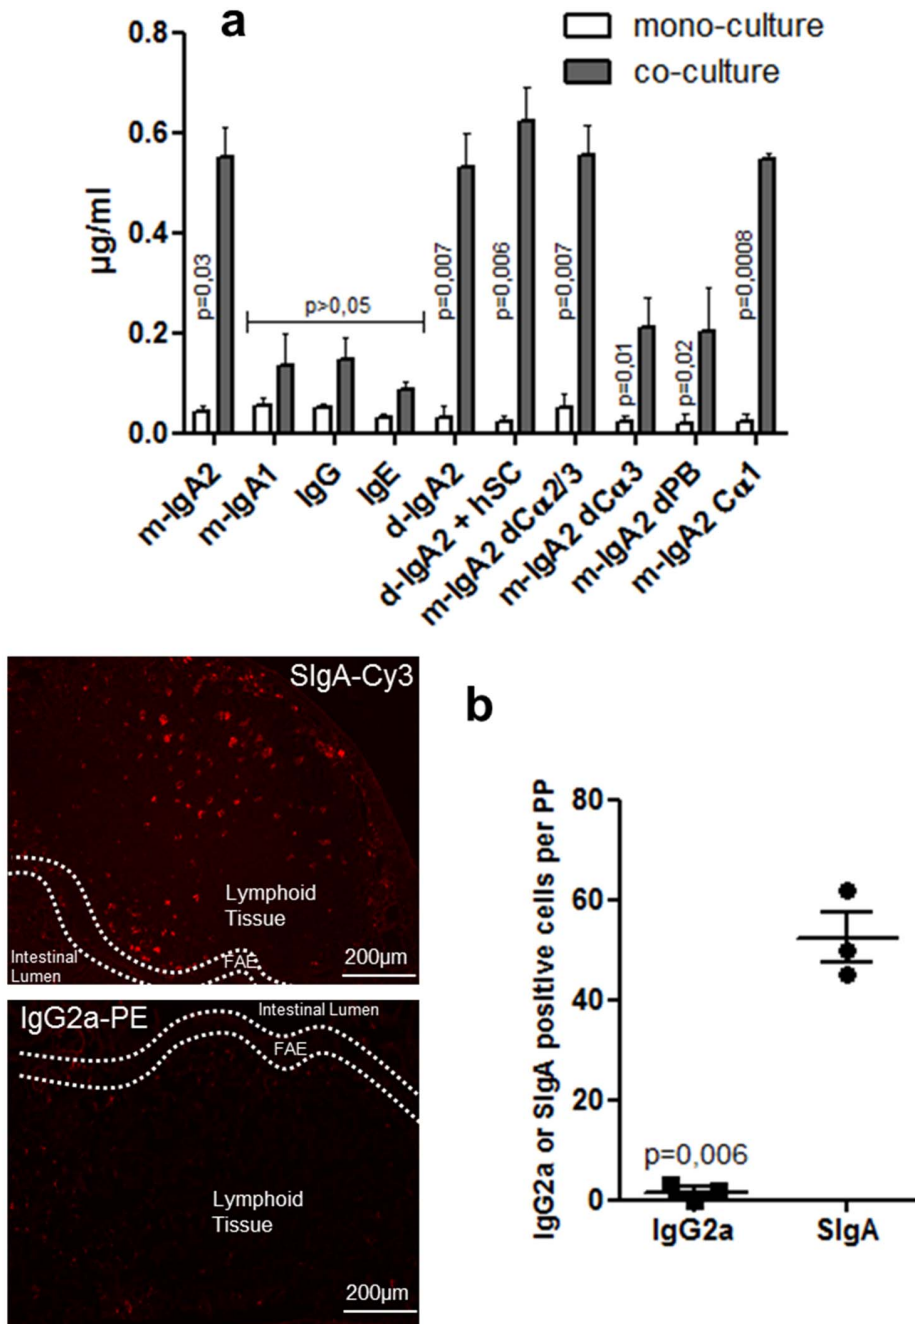 a
mono-culture
co-culture
0.8
0.6
0.4
0.2
0.0
µg/ml
p=0,03
p>0,05
p=0,007
p=0,006
p=0,007
p=0,01
p=0,02
p=0,0008
m-IgA2
m-IgA1
IgG
IgE
d-IgA2
d-IgA2 + hSC
m-IgA2 dCα2/3
m-IgA2 dCα3
m-IgA2 dPB
m-IgA2 Cα1
SIgA-Cy3
Lymphoid
Tissue
Intestinal
Lumen
FAE
200µm
IgG2a-PE
Intestinal Lumen
FAE
Lymphoid
Tissue
200µm
b
IgG2a or SIgA positive cells per PP
80
60
40
20
0
p=0,006
IgG2a
SIgA